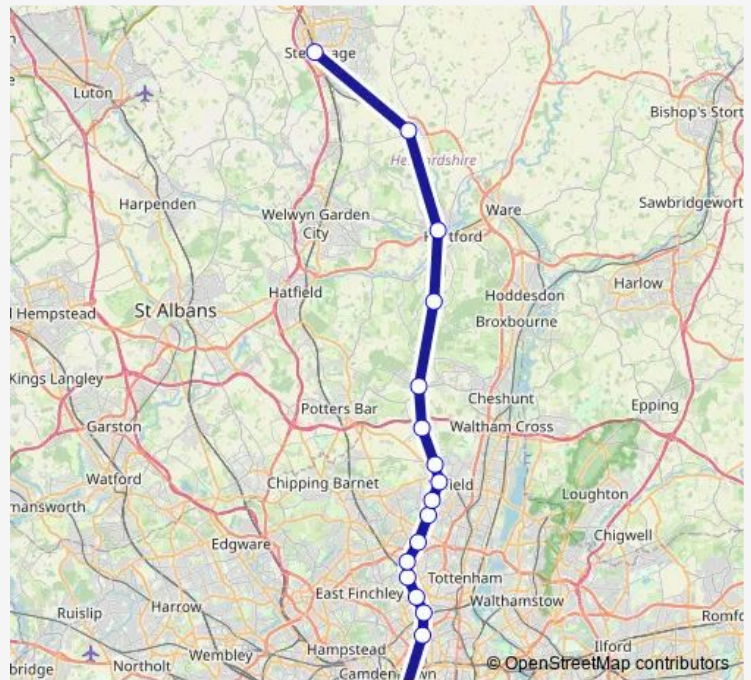 Stevenage
Luton
Bishop's Stort
Hertfordshire
Harpenden
Ware
Sawbridgewort
Welwyn Garden
City
Hertford
Harlow
Hatfield
Hoddesdon
l Hempstead
St Albans
Broxbourne
Kings Langley
Cheshunt
Epping
Potters Bar
Garston
Waltham Cross
Watford
Chipping Barnet
field
Loughton
mansworth
Chigwell
Edgware
Tottenham
East Finchley
Walthamstow
Ruislip
Harrow
Romfo
Wembley
Hampstead
Ilford
bridge
Northolt
Camden Town
© OpenStreetMap contributors